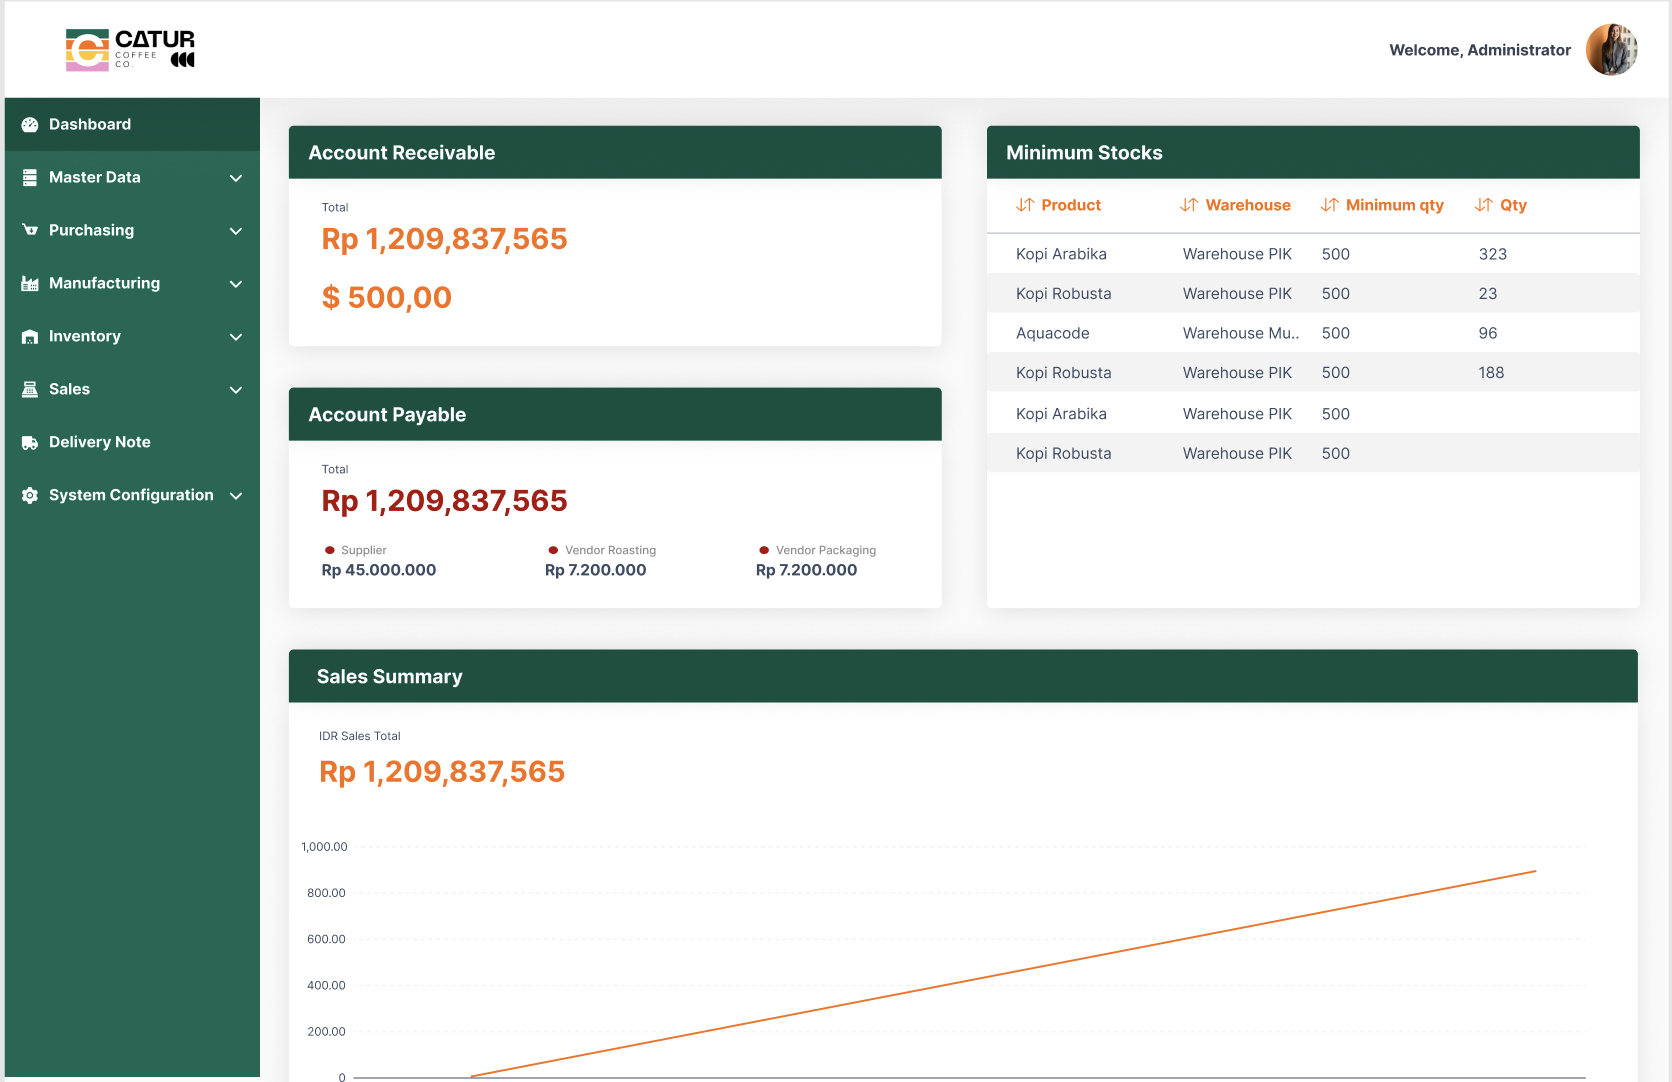 CATUR
COFFEE
CO.
Welcome, Administrator
Dashboard
Master Data
Purchasing
Manufacturing
Inventory
Sales
Delivery Note
System Configuration
Account Receivable
Total
Rp 1,209,837,565
$ 500,00
Account Payable
Total
Rp 1,209,837,565
Supplier Vendor Roasting Vendor Packaging
Rp 45.000.000 Rp 7.200.000 Rp 7.200.000
Minimum Stocks
Product Warehouse Minimum qty Qty
Kopi Arabika Warehouse PIK 500 323
Kopi Robusta Warehouse PIK 500 23
Aquacode Warehouse Mu.. 500 96
Kopi Robusta Warehouse PIK 500 188
Kopi Arabika Warehouse PIK 500
Kopi Robusta Warehouse PIK 500
Sales Summary
IDR Sales Total
Rp 1,209,837,565
1,000.00
800.00
600.00
400.00
200.00
0